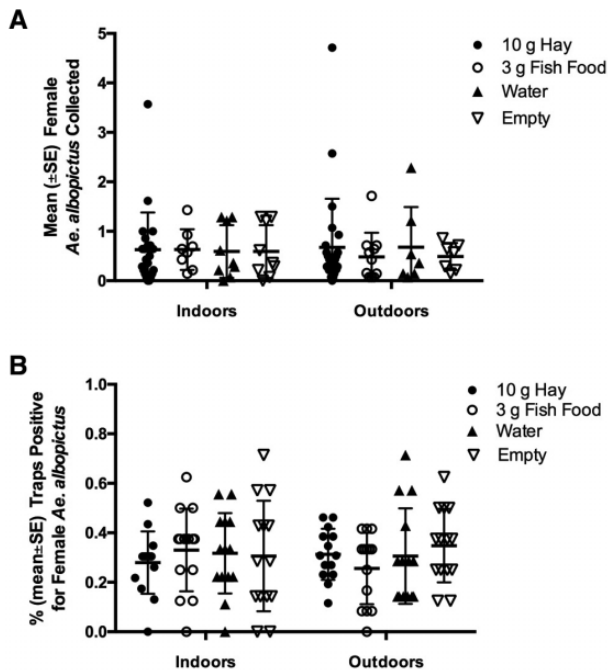 A
Mean (±SE) Female
Ae. albopictus Collected
5
4
3
2
1
0
Indoors
Outdoors
10 g Hay
3 g Fish Food
Water
Empty
B
% (mean±SE) Traps Positive
for Female Ae. albopictus
1.0
0.8
0.6
0.4
0.2
0.0
Indoors
Outdoors
10 g Hay
3 g Fish Food
Water
Empty